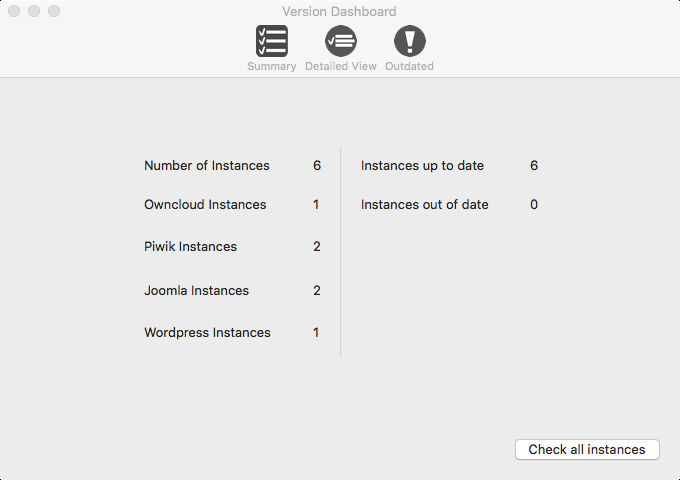 Version Dashboard
Summary Detailed View Outdated
Number of Instances 6
Owncloud Instances 1
Piwik Instances 2
Joomla Instances 2
Wordpress Instances 1
Instances up to date 6
Instances out of date 0
Check all instances